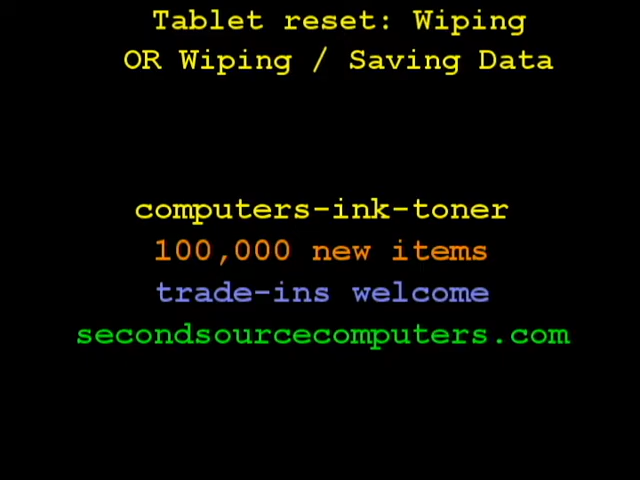 Tablet reset: Wiping
OR Wiping / Saving Data
computers-ink-toner
100,000 new items
trade-ins welcome
secondsourcecomputers.com